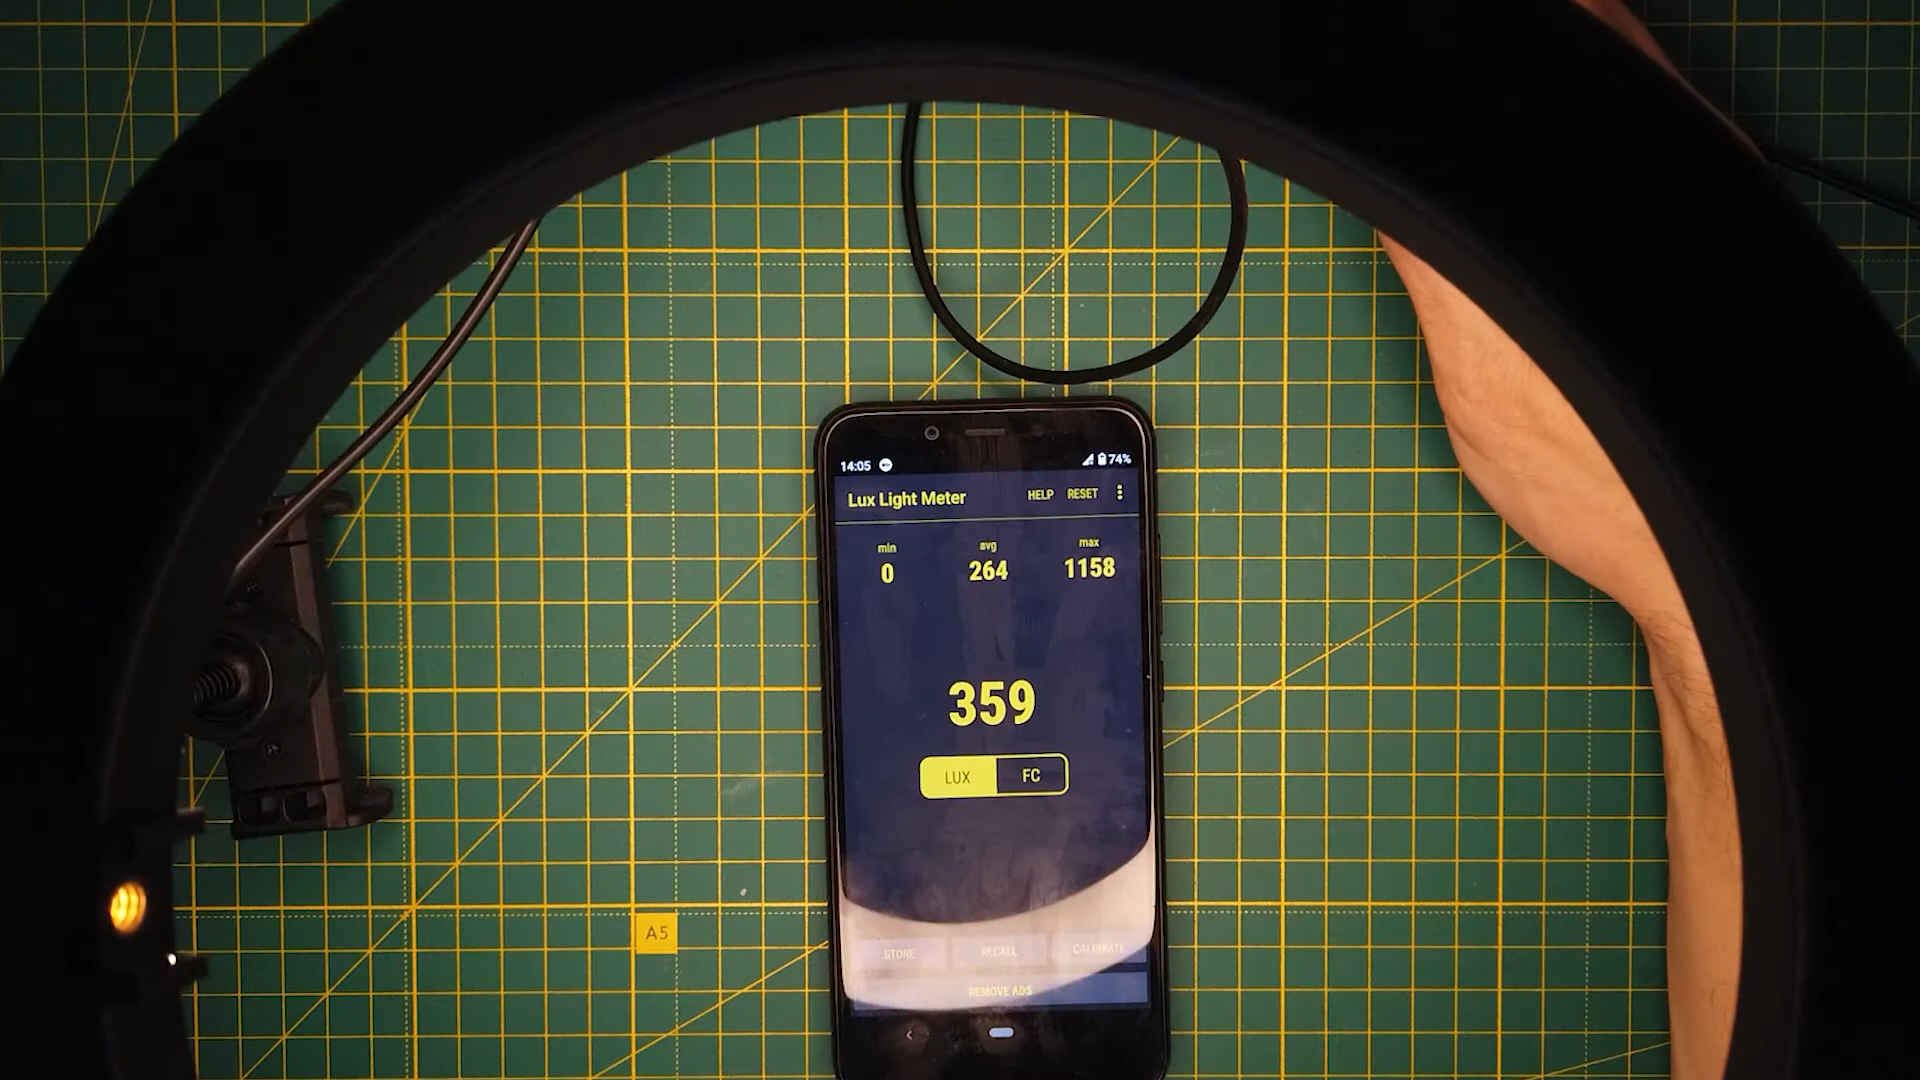 14:05 74%
Lux Light Meter HELP RESET
min avg max
0 264 1158
359
LUX FC
STORE RECALL CALIBRATE
REMOVE ADS
A5